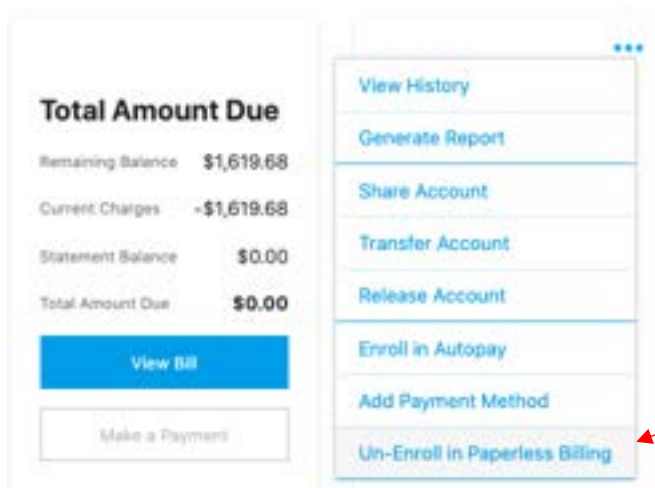 Total Amount Due
Remaining Balance $1,619.68
Current Charges -$1,619.68
Statement Balance $0.00
Total Amount Due $0.00
View Bill
Make a Payment
View History
Generate Report
Share Account
Transfer Account
Release Account
Enroll in Autopay
Add Payment Method
Un-Enroll in Paperless Billing